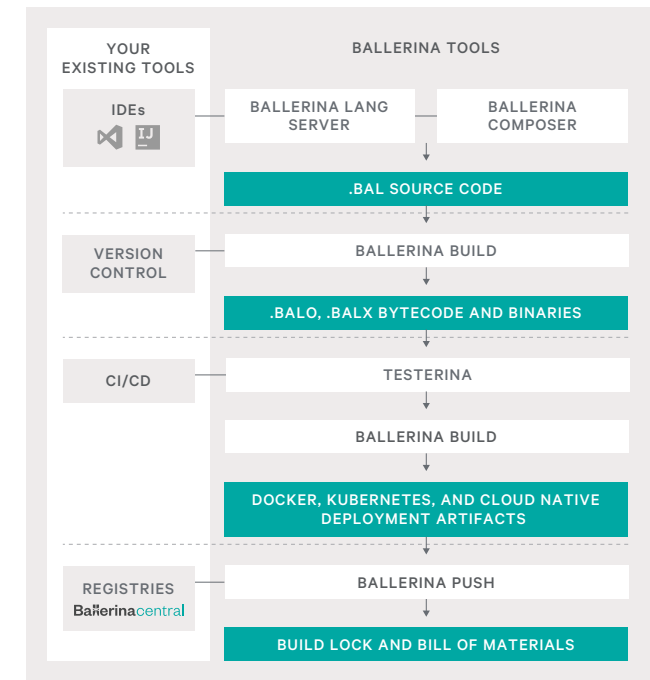 YOUR
EXISTING TOOLS
BALLERINA TOOLS
IDEs
IJ
BALLERINA LANG
SERVER
BALLERINA
COMPOSER
.BAL SOURCE CODE
VERSION
CONTROL
BALLERINA BUILD
.BALO, .BALX BYTECODE AND BINARIES
CI/CD
TESTERINA
BALLERINA BUILD
DOCKER, KUBERNETES, AND CLOUD NATIVE
DEPLOYMENT ARTIFACTS
REGISTRIES
Ballerinacentral
BALLERINA PUSH
BUILD LOCK AND BILL OF MATERIALS